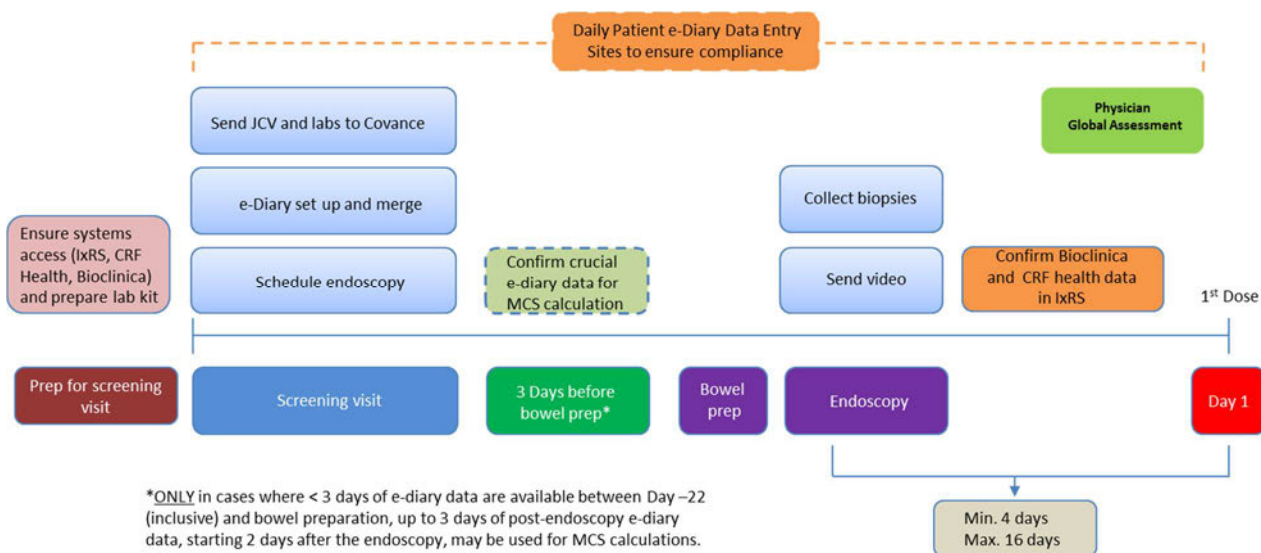 Daily Patient e-Diary Data Entry
Sites to ensure compliance
Send JCV and labs to Covance
Physician
Global Assessment
e-Diary set up and merge
Collect biopsies
Ensure systems
access (IxRS, CRF
Health, Bioclinica)
and prepare lab kit
Schedule endoscopy
Confirm crucial
e-diary data for
MCS calculation
Send video
Confirm Bioclinica
and CRF health data
in IxRS
1st Dose
Prep for screening
visit
Screening visit
3 Days before
bowel prep*
Bowel
prep
Endoscopy
Day 1
*ONLY in cases where < 3 days of e-diary data are available between Day –22
(inclusive) and bowel preparation, up to 3 days of post-endoscopy e-diary
data, starting 2 days after the endoscopy, may be used for MCS calculations.
Min. 4 days
Max. 16 days